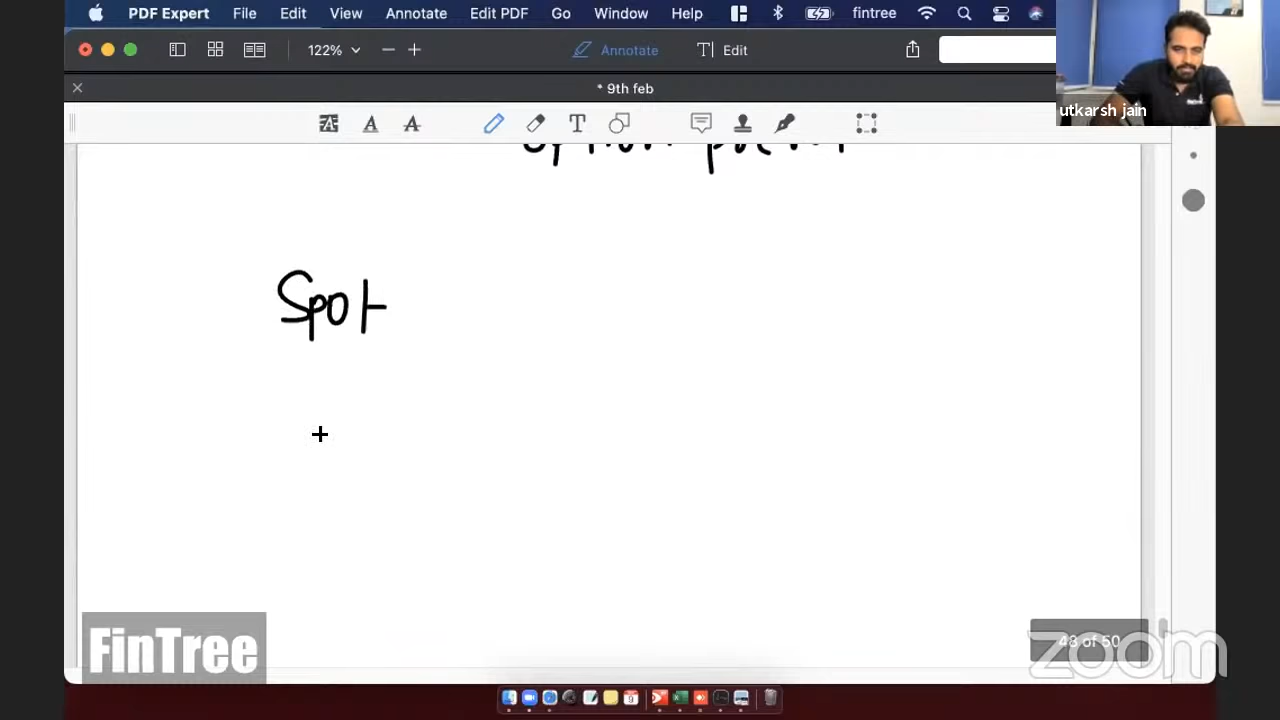 PDF Expert File Edit View Annotate Edit PDF Go Window Help fintree
122% Annotate T Edit
* 9th feb
utkarsh jain
A A A T
Spot
FinTree
48 of 50
zoom